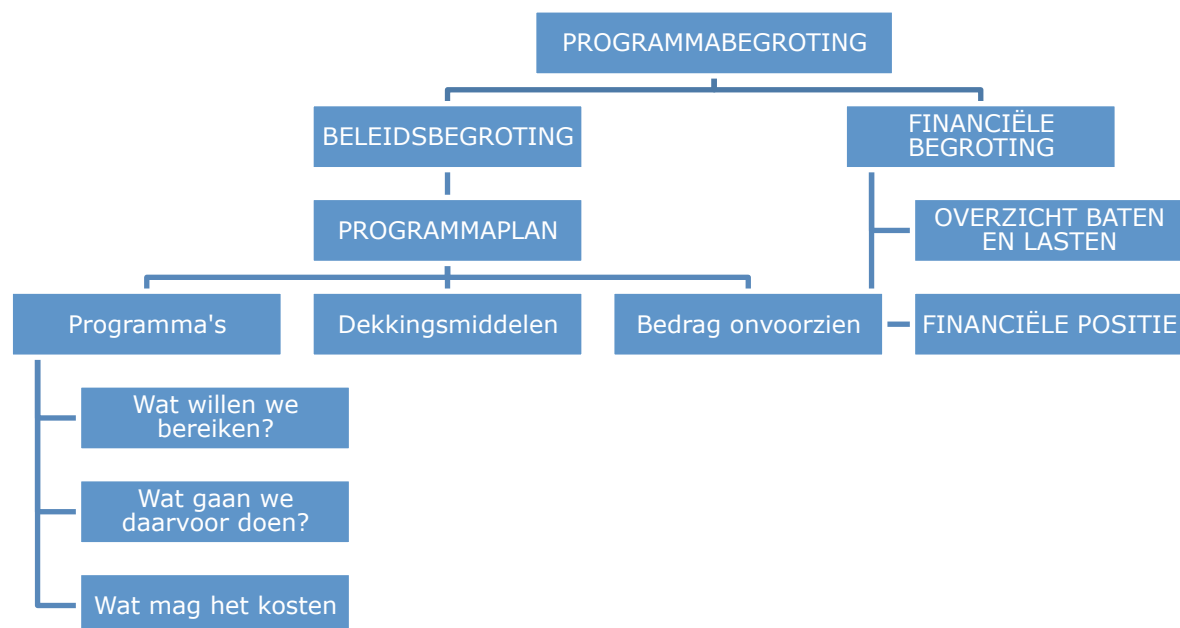 PROGRAMMABEGROTING
BELEIDSBEGROTING
FINANCIËLE
BEGROTING
PROGRAMMAPLAN
OVERZICHT BATEN
EN LASTEN
Programma's
Dekkingsmiddelen
Bedrag onvoorzien
FINANCIËLE POSITIE
Wat willen we
bereiken?
Wat gaan we
daarvoor doen?
Wat mag het kosten